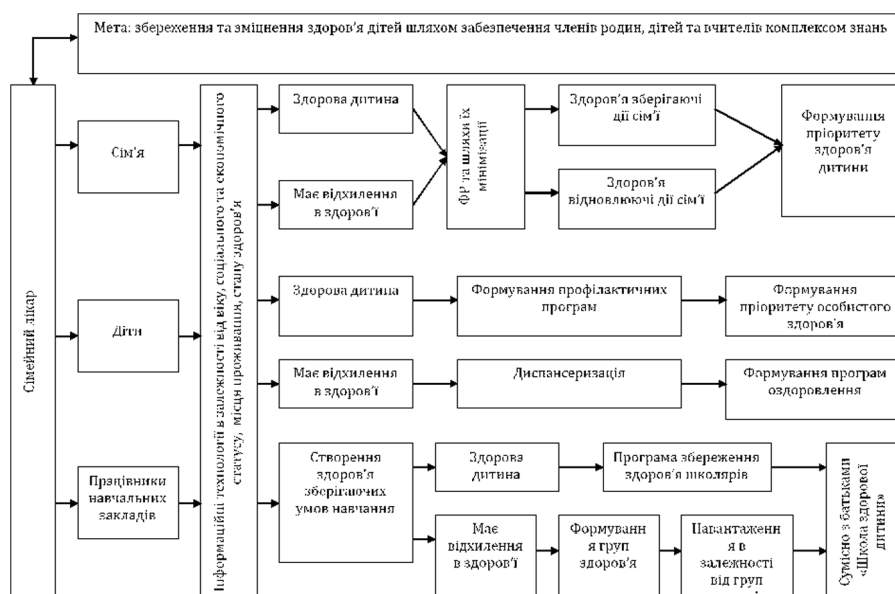 Мета: збереження та зміцнення здоров'я дітей шляхом забезпечення членів родин, дітей та вчителів комплексом знань
Сімейний лікар
Сім'я
Діти
Працівники
навчальних
закладів
Інформаційні технології в залежності від віку, соціального та економічного
статусу, місця проживання, стану здоров'я
Здорова дитина
Має відхилення
в здоров'ї
ФР та шляхи їх
мінімізації
Здоров'я зберігаючі
дії сім'ї
Здоров'я
відновлюючі дії сім'ї
Формування
пріоритету
здоров'я
дитини
Здорова дитина
Формування профілактичних
програм
Формування
пріоритету особистого
здоров'я
Має відхилення
в здоров'ї
Диспансеризація
Формування програм
оздоровлення
Створення
здоров'я
зберігаючих
умов навчання
Здорова
дитина
Програма збереження
здоров'я школярів
Має
відхилення
в здоров'ї
Формуванн
я груп
здоров'я
Навантаженн
я в
залежності
від груп
Сумісно з батьками
«Школа здорової
дитини»